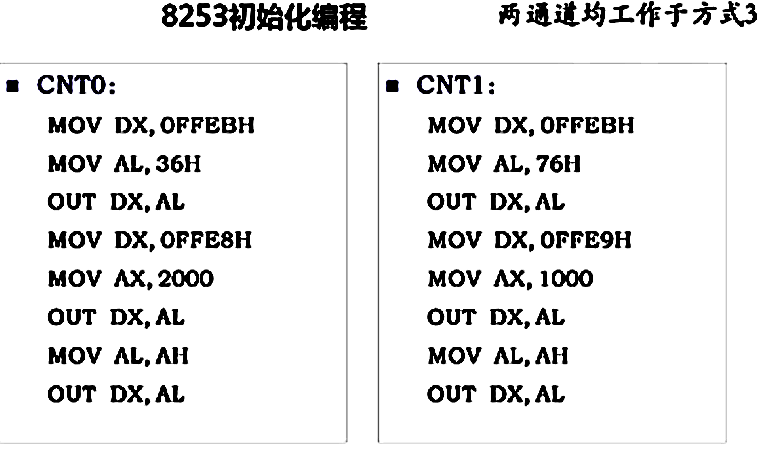 8253初始化编程 两通道均工作于方式3
■ CNT0:
MOV DX, 0FFEBH
MOV AL, 36H
OUT DX, AL
MOV DX, 0FFE8H
MOV AX, 2000
OUT DX, AL
MOV AL, AH
OUT DX, AL
■ CNT1:
MOV DX, 0FFEBH
MOV AL, 76H
OUT DX, AL
MOV DX, 0FFE9H
MOV AX, 1000
OUT DX, AL
MOV AL, AH
OUT DX, AL